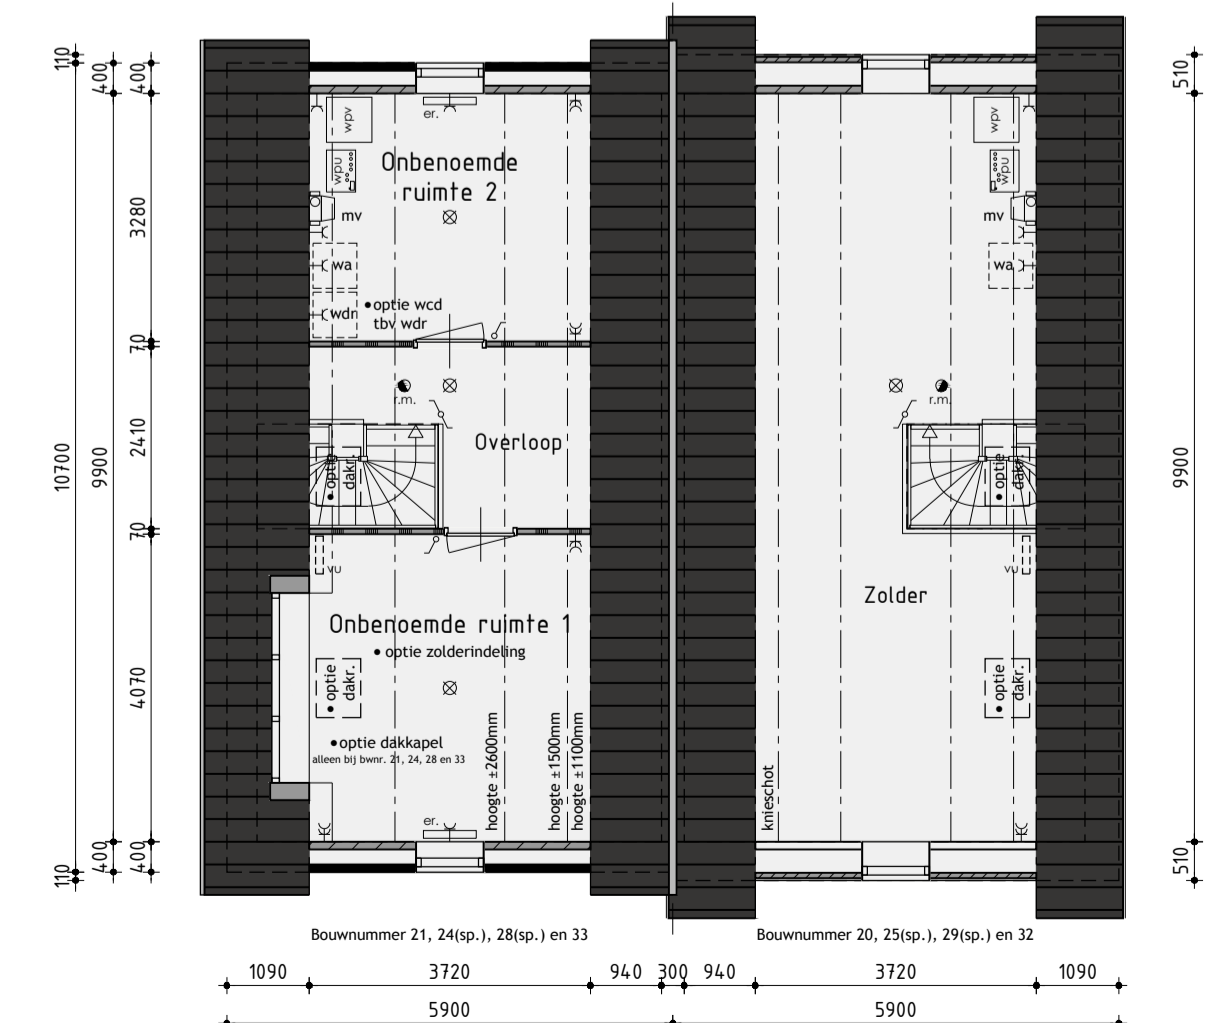 110
400
400
510
wpv
wpv
er.
Onbenoemde
ruimte 2
wpu
wpu
3280
mv
mv
wa
wa
wdr
•optie wcd
tbv wdr
70
r.m.
r.m.
10700
9900
2410
Overloop
9900
•optie
dakr.
•optie
dakr.
70
vu
vu
Zolder
Onbenoemde ruimte 1
• optie zolderindeling
4070
•optie
dakr.
•optie
dakr.
•optie dakkapel
alleen bij bwnr. 21, 24, 28 en 33
hoogte ±2600mm
hoogte ±1500mm
hoogte ±1100mm
knieschot
er.
400
400
110
510
Bouwnummer 21, 24(sp.), 28(sp.) en 33
Bouwnummer 20, 25(sp.), 29(sp.) en 32
1090 3720 940 300 940 3720 1090
5900 5900